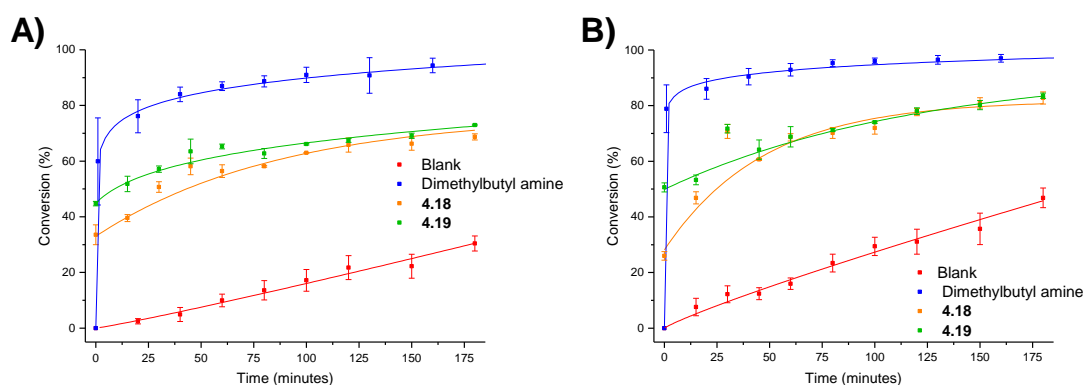 A)
100
80
60
40
20
0
Conversion (%)
0 25 50 75 100 125 150 175
Time (minutes)
Blank
Dimethylbutyl amine
4.18
4.19
B)
100
80
60
40
20
0
Conversion (%)
0 25 50 75 100 125 150 175
Time (minutes)
Blank
Dimethylbutyl amine
4.18
4.19